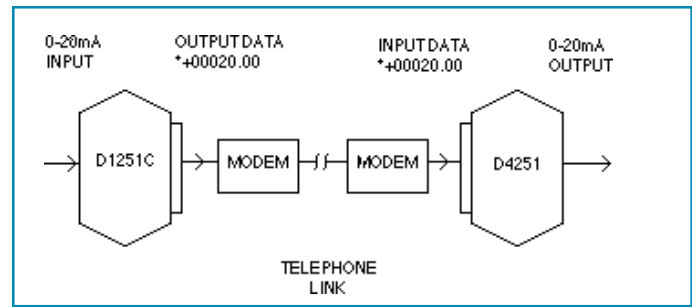 0-20mA
INPUT
OUTPUT DATA
*+00020.00
INPUT DATA
*+00020.00
0-20mA
OUTPUT
D1251C
MODEM
MODEM
D4251
TELEPHONE
LINK